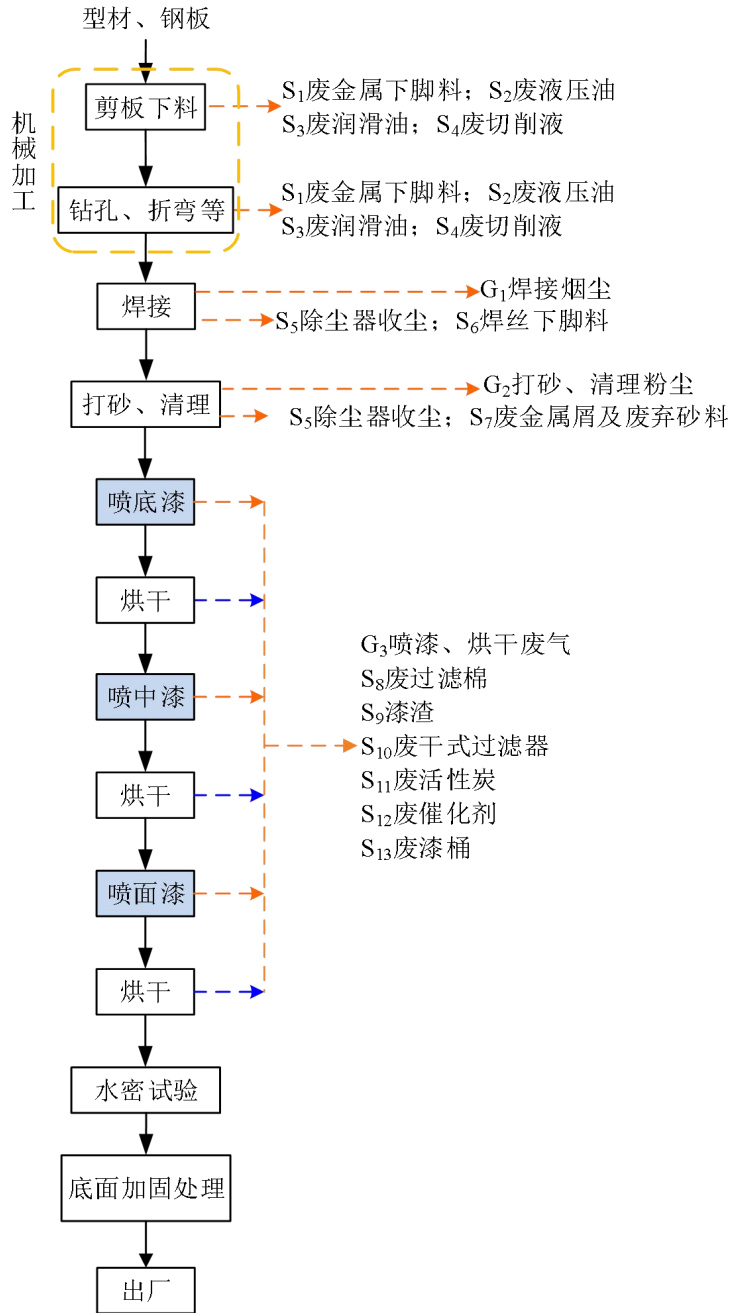 型材、钢板
机械加工
剪板下料
S₁废金属下脚料；S₂废液压油
S₃废润滑油；S₄废切削液
钻孔、折弯等
S₁废金属下脚料；S₂废液压油
S₃废润滑油；S₄废切削液
焊接
G₁焊接烟尘
S₅除尘器收尘；S₆焊丝下脚料
打砂、清理
G₂打砂、清理粉尘
S₅除尘器收尘；S₇废金属屑及废弃砂料
喷底漆
烘干
喷中漆
烘干
喷面漆
烘干
G₃喷漆、烘干废气
S₈废过滤棉
S₉漆渣
S₁₀废干式过滤器
S₁₁废活性炭
S₁₂废催化剂
S₁₃废漆桶
水密试验
底面加固处理
出厂